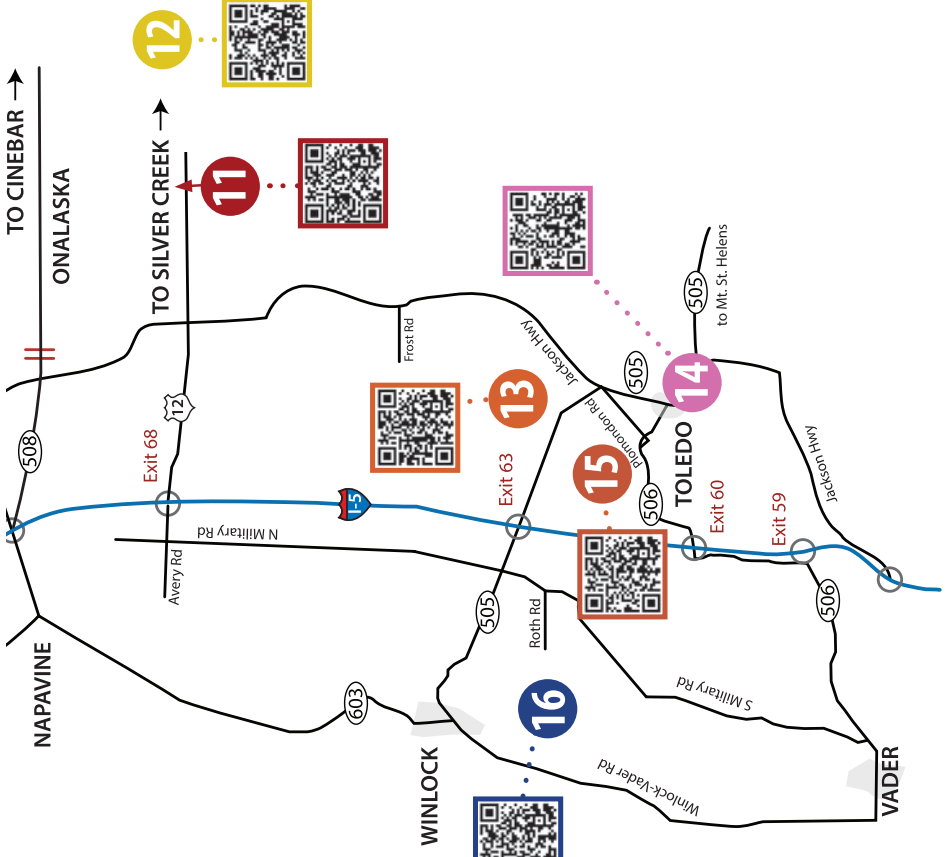 TO CINEBAR
ONALASKA
12
TO SILVER CREEK
11
508
Exit 68
12
Frost Rd
Jackson Hwy
505
to Mt. St. Helens
505
14
13
Plomondon Rd
15
TOLEDO
506
Exit 63
I-5
N Military Rd
Avery Rd
Exit 60
Exit 59
Jackson Hwy
NAPAVINE
603
505
Roth Rd
506
S Military Rd
16
WINLOCK
Winlock-Vader Rd
VADER